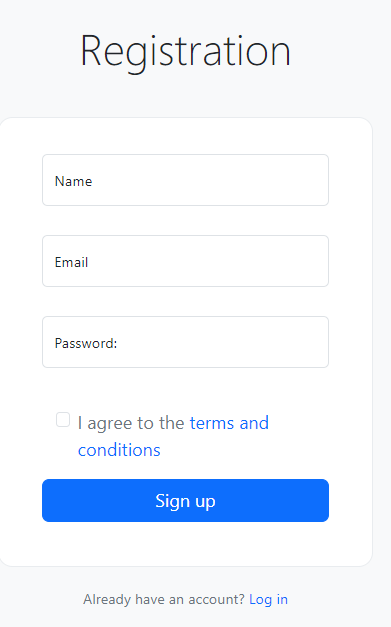 Registration
Name
Email
Password:
I agree to the terms and
conditions
Sign up
Already have an account? Log in